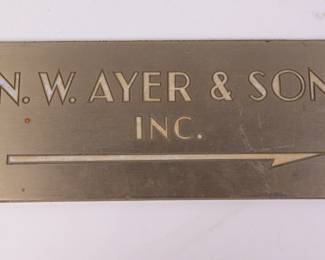 N. W. AYER & SON
INC.